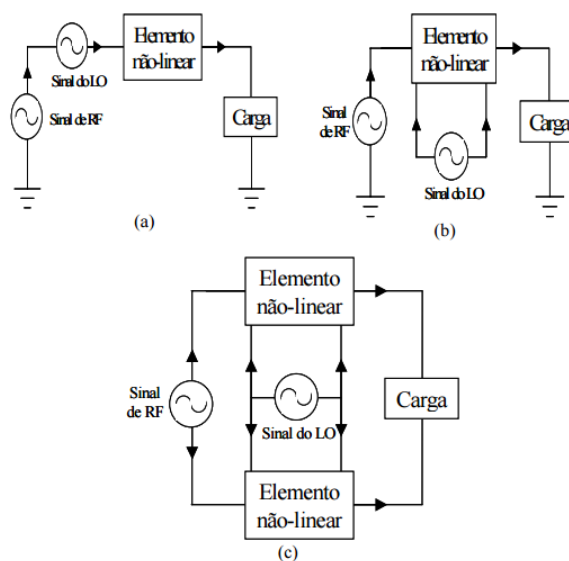 Elemento
não-linear
Sinal do LO
Sinal de RF
Carga
(a)
Elemento
não-linear
Sinal
de RF
Sinal do LO
Carga
(b)
Elemento
não-linear
Sinal
de RF
Sinal do LO
Carga
Elemento
não-linear
(c)